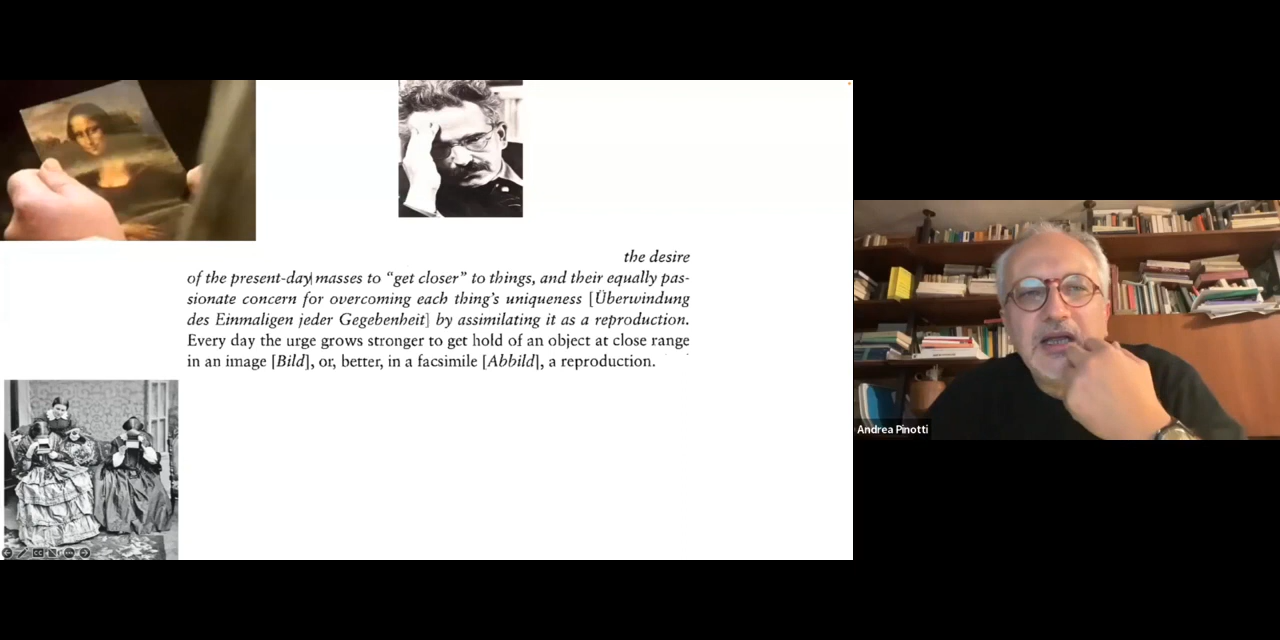 the desire
of the present-day masses to “get closer” to things, and their equally pas-
sionate concern for overcoming each thing’s uniqueness [Überwindung
des Einmaligen jeder Gegebenheit] by assimilating it as a reproduction.
Every day the urge grows stronger to get hold of an object at close range
in an image [Bild], or, better, in a facsimile [Abbild], a reproduction.
Andrea Pinotti